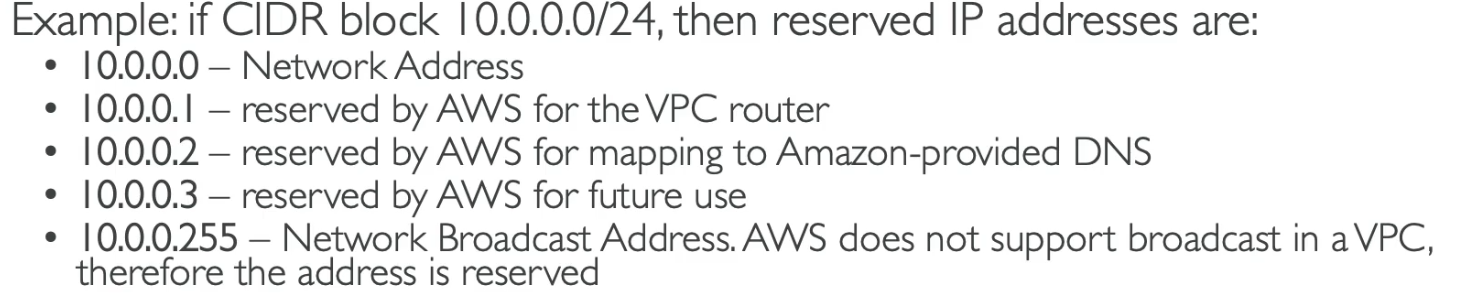 Example: if CIDR block 10.0.0.0/24, then reserved IP addresses are:
• 10.0.0.0 – Network Address
• 10.0.0.1 – reserved by AWS for the VPC router
• 10.0.0.2 – reserved by AWS for mapping to Amazon-provided DNS
• 10.0.0.3 – reserved by AWS for future use
• 10.0.0.255 – Network Broadcast Address. AWS does not support broadcast in a VPC,
therefore the address is reserved